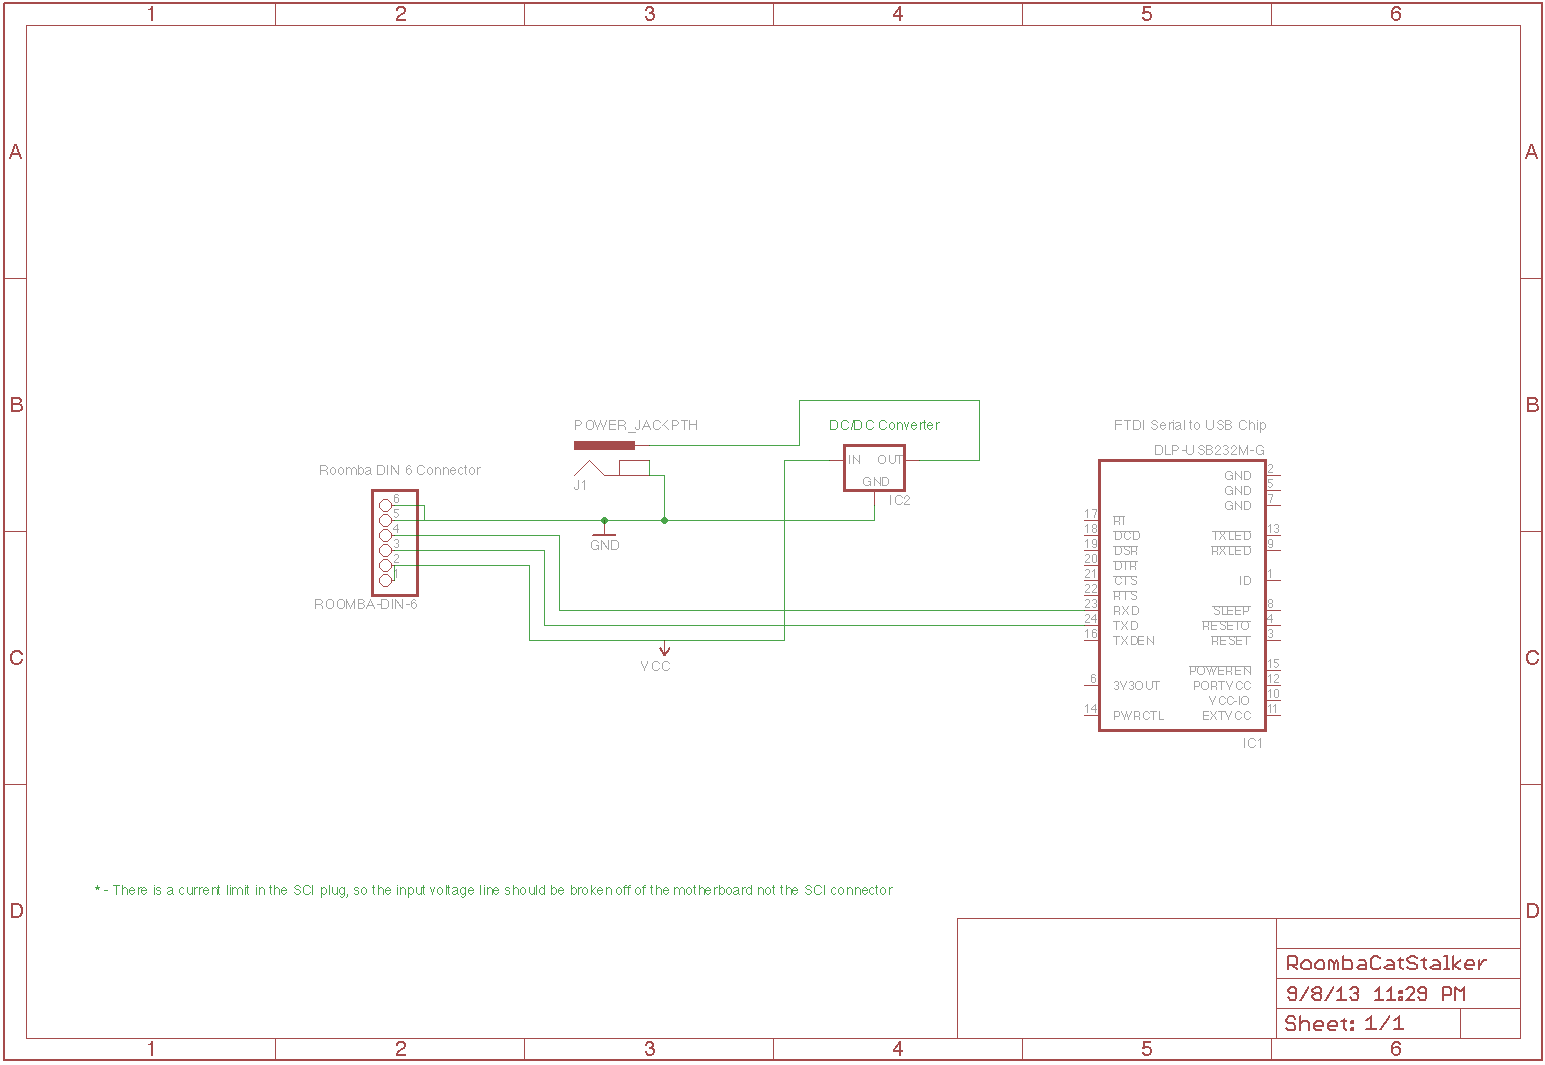 1 2 3 4 5 6
A A
POWER_JACKPTH
J1
DC/DC Converter
IN OUT
GND
IC2
FTDI Serial to USB Chip
DLP-USB232M-G
B B
Roomba DIN 6 Connector
6
5
4
3
2
1
ROOMBA-DIN-6
GND
VCC
17 RI
18 DCD
19 DSR
20 DTR
21 CTS
22 RTS
23 RXD
24 TXD
16 TXDEN
6 3V3OUT
14 PWRCTL
GND 2
GND 5
GND 7
TXLED 13
RXLED 9
ID 1
SLEEP 8
RESETO 4
RESET 3
POWEREN 15
PORTVCC 12
VCC-IO 10
EXTVCC 11
IC1
C C
* - There is a current limit in the SCI plug, so the input voltage line should be broken off of the motherboard not the SCI connector
D D
RoombaCatStalker
9/8/13 11:29 PM
Sheet: 1/1
1 2 3 4 5 6